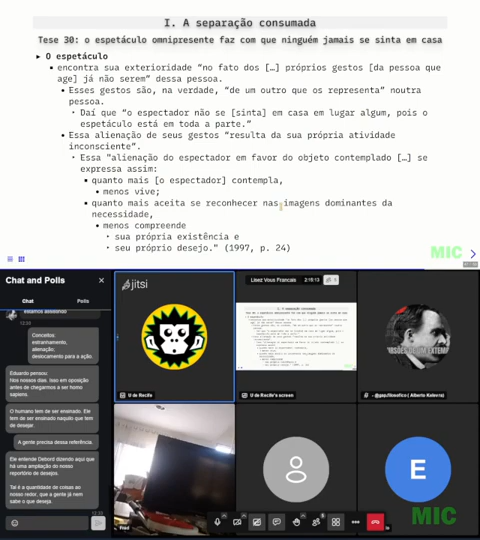 I. A separação consumada
Tese 30: o espetáculo omnipresente faz com que ninguém jamais se sinta em casa
▶ O espetáculo
▪ encontra sua exterioridade “no fato dos […] próprios gestos [da pessoa que
age] já não serem” dessa pessoa.
▪ Esses gestos são, na verdade, “de um outro que os representa” noutra
pessoa.
· Daí que “o espectador não se [sinta] em casa em lugar algum, pois o
espetáculo está em toda a parte.”
▪ Essa alienação de seus gestos “resulta da sua própria atividade
inconsciente”.
· Essa "alienação do espectador em favor do objeto contemplado […] se
expressa assim:
▪ quanto mais [o espectador] contempla,
▪ menos vive;
▪ quanto mais aceita se reconhecer nas imagens dominantes da
necessidade,
▪ menos compreende
· sua própria existência e
· seu próprio desejo." (1997, p. 24)
MIC
Chat and Polls
Chat
Polls
estamos assistindo
Conceitos:
estranhamento,
alienação;
deslocamento para a ação.
Eduardo pensou:
Nos nossos dias. Isso em oposição
antes de chegarmos a ser homo
sapiens.
O humano tem de ser ensinado. Ele
tem de ser ensinado naquilo que tem
de desejar.
A gente precisa dessa referência.
Ele entende Debord dizendo aqui que
há uma ampliação do nosso
reportório de desejos.
Tal é a quantidade de coisas ao
nosso redor, que a gente já nem
sabe o que deseja.
jitsi
Lisez Vous Francais
2:15:13
U de Recife
U de Recife's screen
Fred
E
MIC